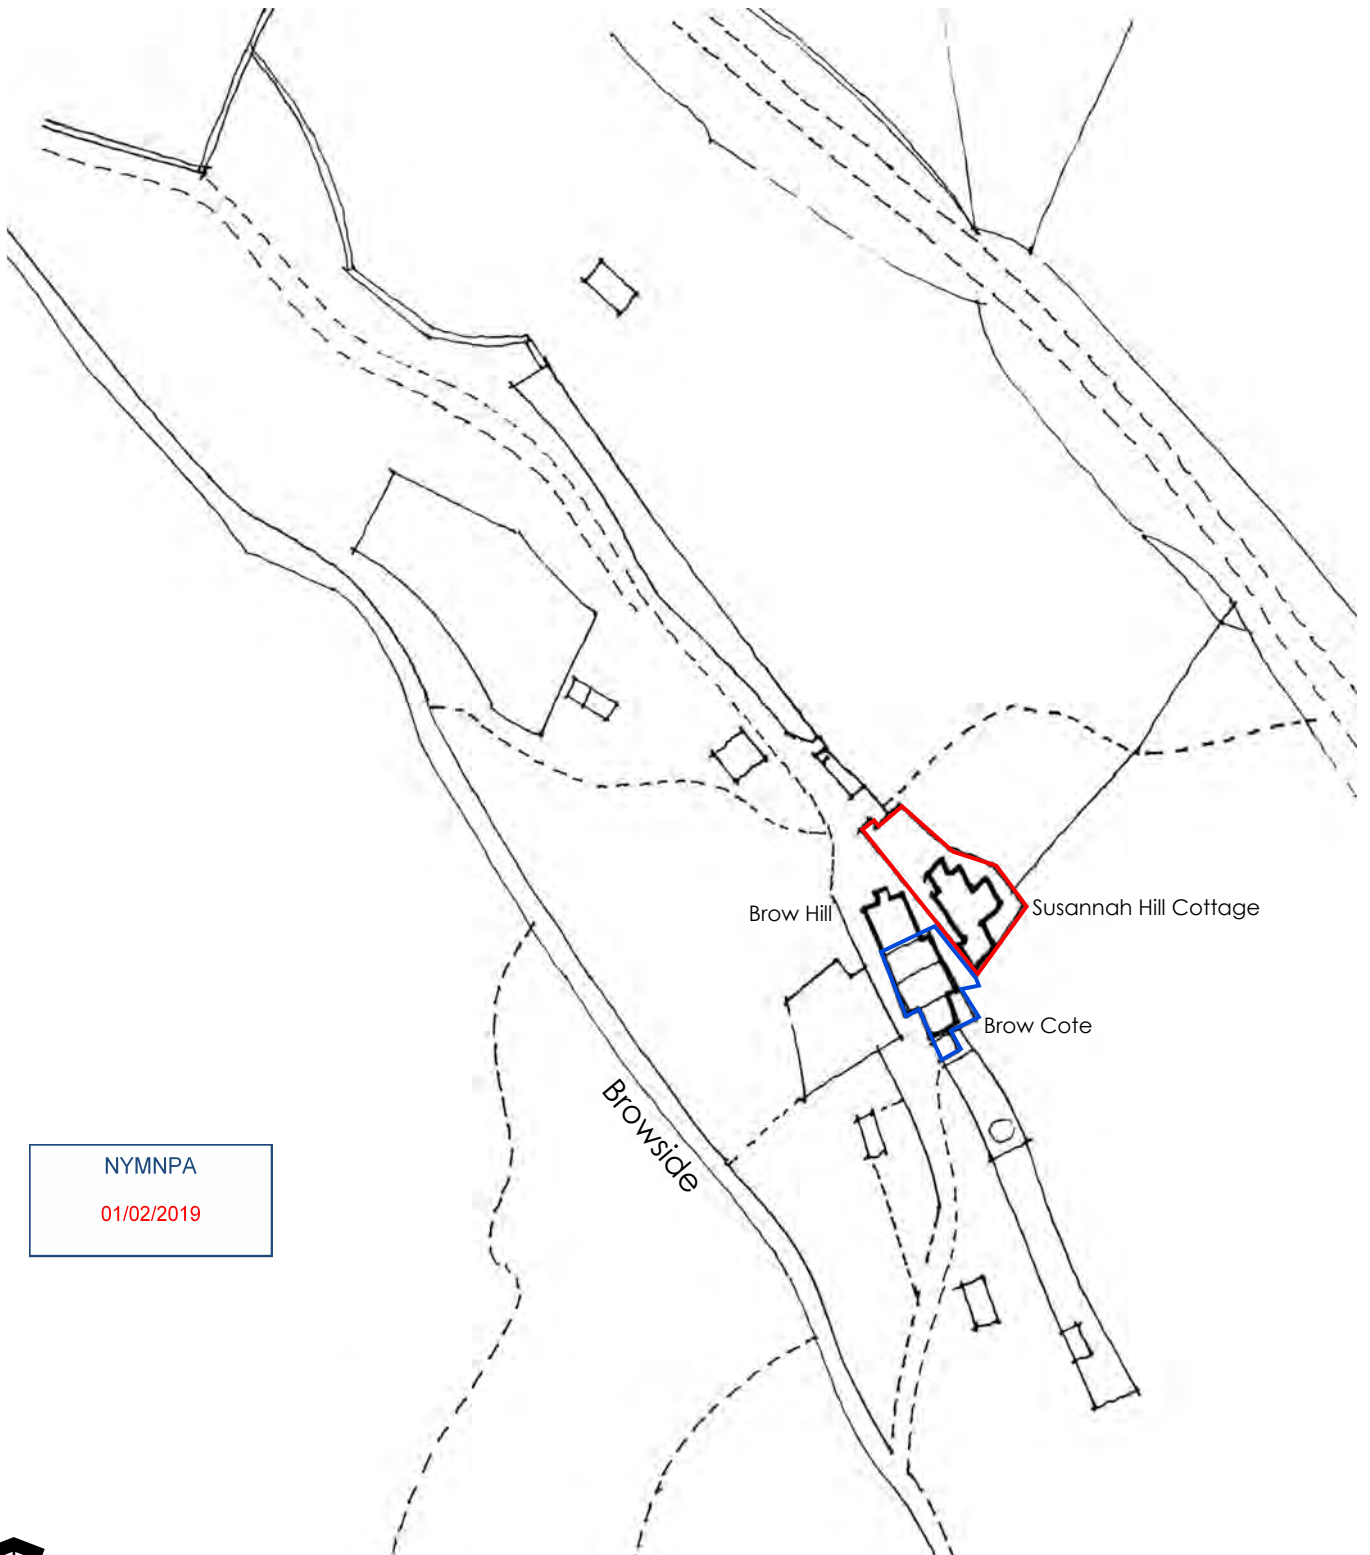 Brow Hill
Susannah Hill Cottage
Brow Cote
Browside
NYMNPA
01/02/2019